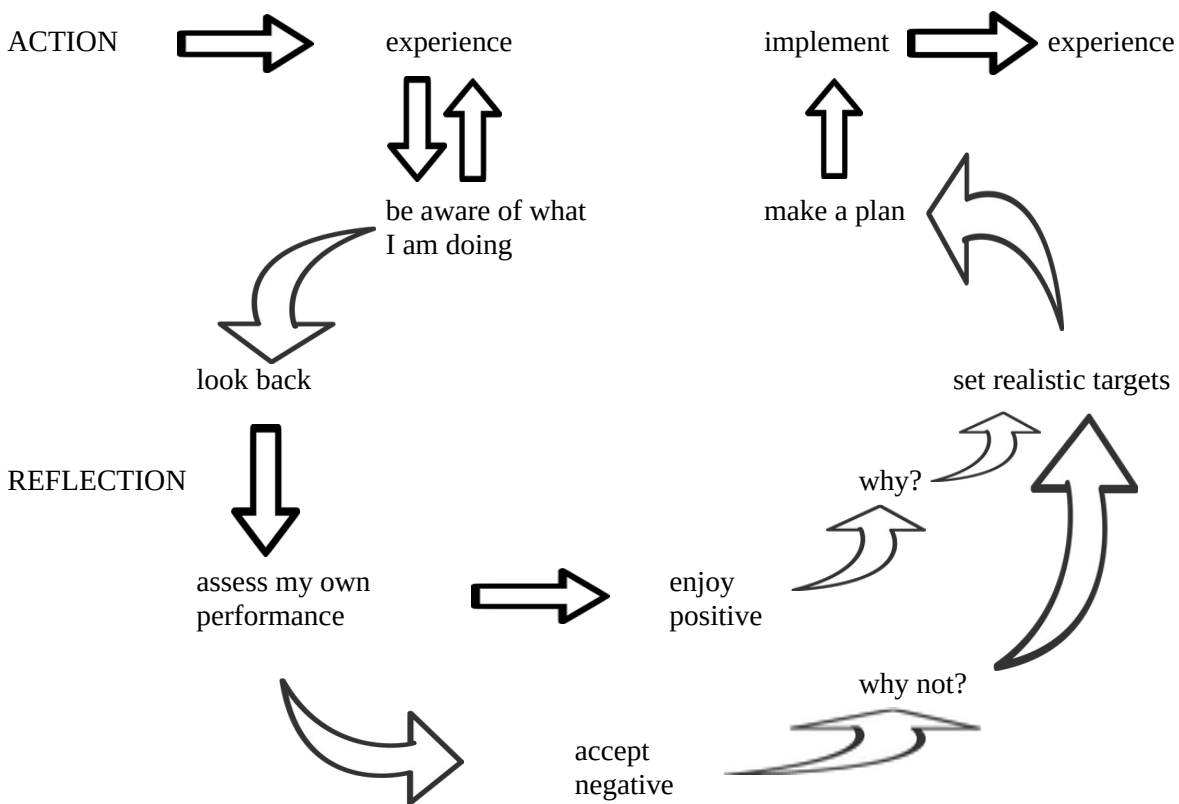 ACTION
experience
implement
experience
be aware of what
I am doing
make a plan
look back
set realistic targets
REFLECTION
why?
assess my own
performance
enjoy
positive
why not?
accept
negative